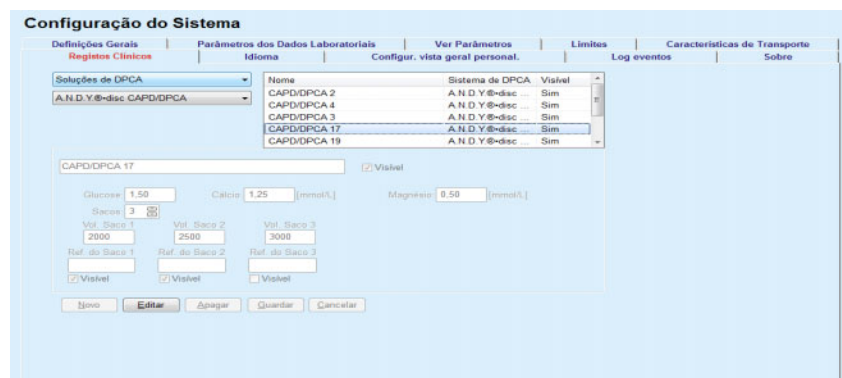 Configuração do Sistema
Definições Gerais | Parâmetros dos Dados Laboratoriais | Ver Parâmetros | Limites | Características de Transporte
Registos Clínicos | Idioma | Configur. vista geral personal. | Log eventos | Sobre
Soluções de DPCA
A.N.D.Y.®•disc CAPD/DPCA
Nome Sistema de DPCA Visível
CAPD/DPCA 2 A.N.D.Y.®•disc ... Sim
CAPD/DPCA 4 A.N.D.Y.®•disc ... Sim
CAPD/DPCA 3 A.N.D.Y.®•disc ... Sim
CAPD/DPCA 17 A.N.D.Y.®•disc ... Sim
CAPD/DPCA 19 A.N.D.Y.®•disc ... Sim
CAPD/DPCA 17 Visível
Glucose 1,50 Cálcio 1,25 [mmol/L] Magnésio 0,50 [mmol/L]
Sacos 3
Vol. Saco 1 Vol. Saco 2 Vol. Saco 3
2000 2500 3000
Ref. do Saco 1 Ref. do Saco 2 Ref. do Saco 3
Visível Visível Visível
Novo Editar Apagar Guardar Cancelar